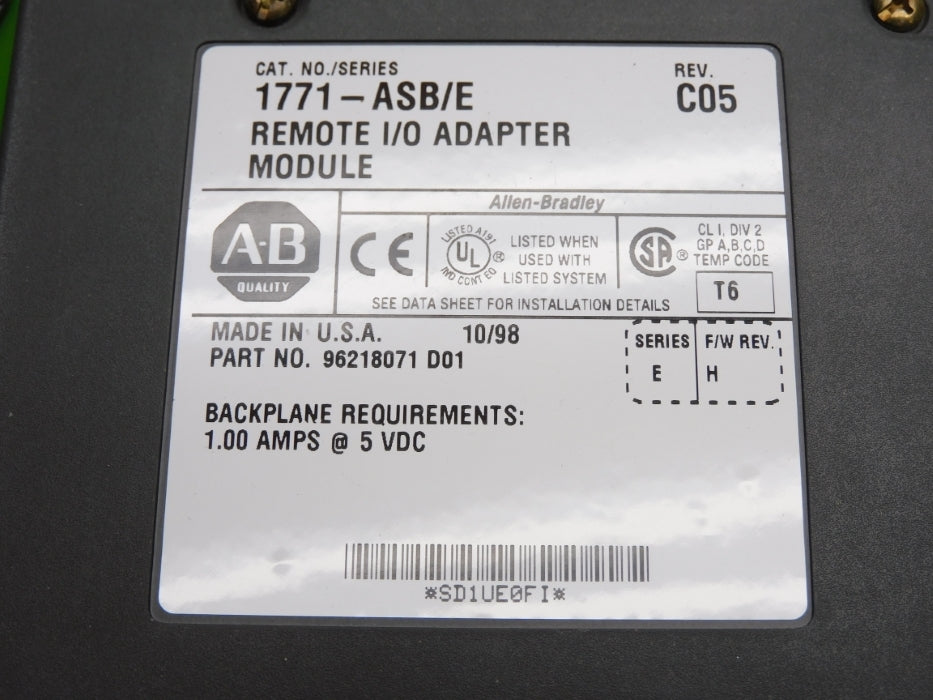 CAT. NO./SERIES
1771-ASB/E
REV.
C05
REMOTE I/O ADAPTER
MODULE
Allen-Bradley
A-B
QUALITY
CE
LISTED A191
UL
®
IND CONT EQ
LISTED WHEN
USED WITH
LISTED SYSTEM
SA
®
CL I, DIV 2
GP A,B,C,D
TEMP CODE
T6
SEE DATA SHEET FOR INSTALLATION DETAILS
MADE IN U.S.A. 10/98
PART NO. 96218071 D01
SERIES F/W REV.
E H
BACKPLANE REQUIREMENTS:
1.00 AMPS @ 5 VDC
*SD1UE0FI*